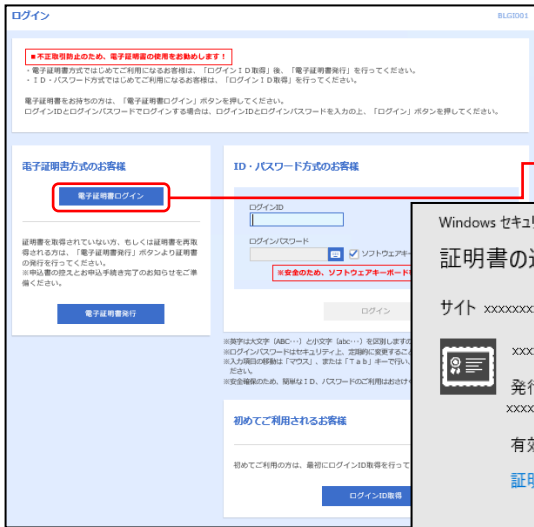 ログイン
BLGI001
■不正取引防止のため、電子証明書の使用をお勧めします！
・電子証明書方式ではじめてご利用になるお客様は、「ログインＩＤ取得」後、「電子証明書発行」を行ってください。
・ＩＤ・パスワード方式ではじめてご利用になるお客様は、「ログインＩＤ取得」を行ってください。
電子証明書をお持ちの方は、「電子証明書ログイン」ボタンを押してください。
ログインIDとログインパスワードでログインする場合は、ログインIDとログインパスワードを入力の上、「ログイン」ボタンを押してください。
電子証明書方式のお客様
電子証明書ログイン
証明書を取得されていない方、もしくは証明書を再取
得される方は、「電子証明書発行」ボタンより証明書
の発行を行ってください。
※申込書の控えとお申込手続き完了のお知らせをご準
備ください。
電子証明書発行
ID・パスワード方式のお客様
ログインID
ログインパスワード
ソフトウェアキー
※安全のため、ソフトウェアキーボード
ログイン
※英字は大文字（ABC…）と小文字（abc…）を区別しますの
※ログインパスワードはセキュリティ上、定期的に変更するこ
※入力項目の移動は「マウス」、または「Ｔａｂ」キーで行い、
ださい。
※安全確保のため、簡単なＩＤ、パスワードのご利用はおさけ
初めてご利用されるお客様
初めてご利用の方は、最初にログインID取得を行って
ログインID取得
Windows セキュリ
証明書の
サイト xxxxxxx
xxx
発行
xxxx
有効
証明